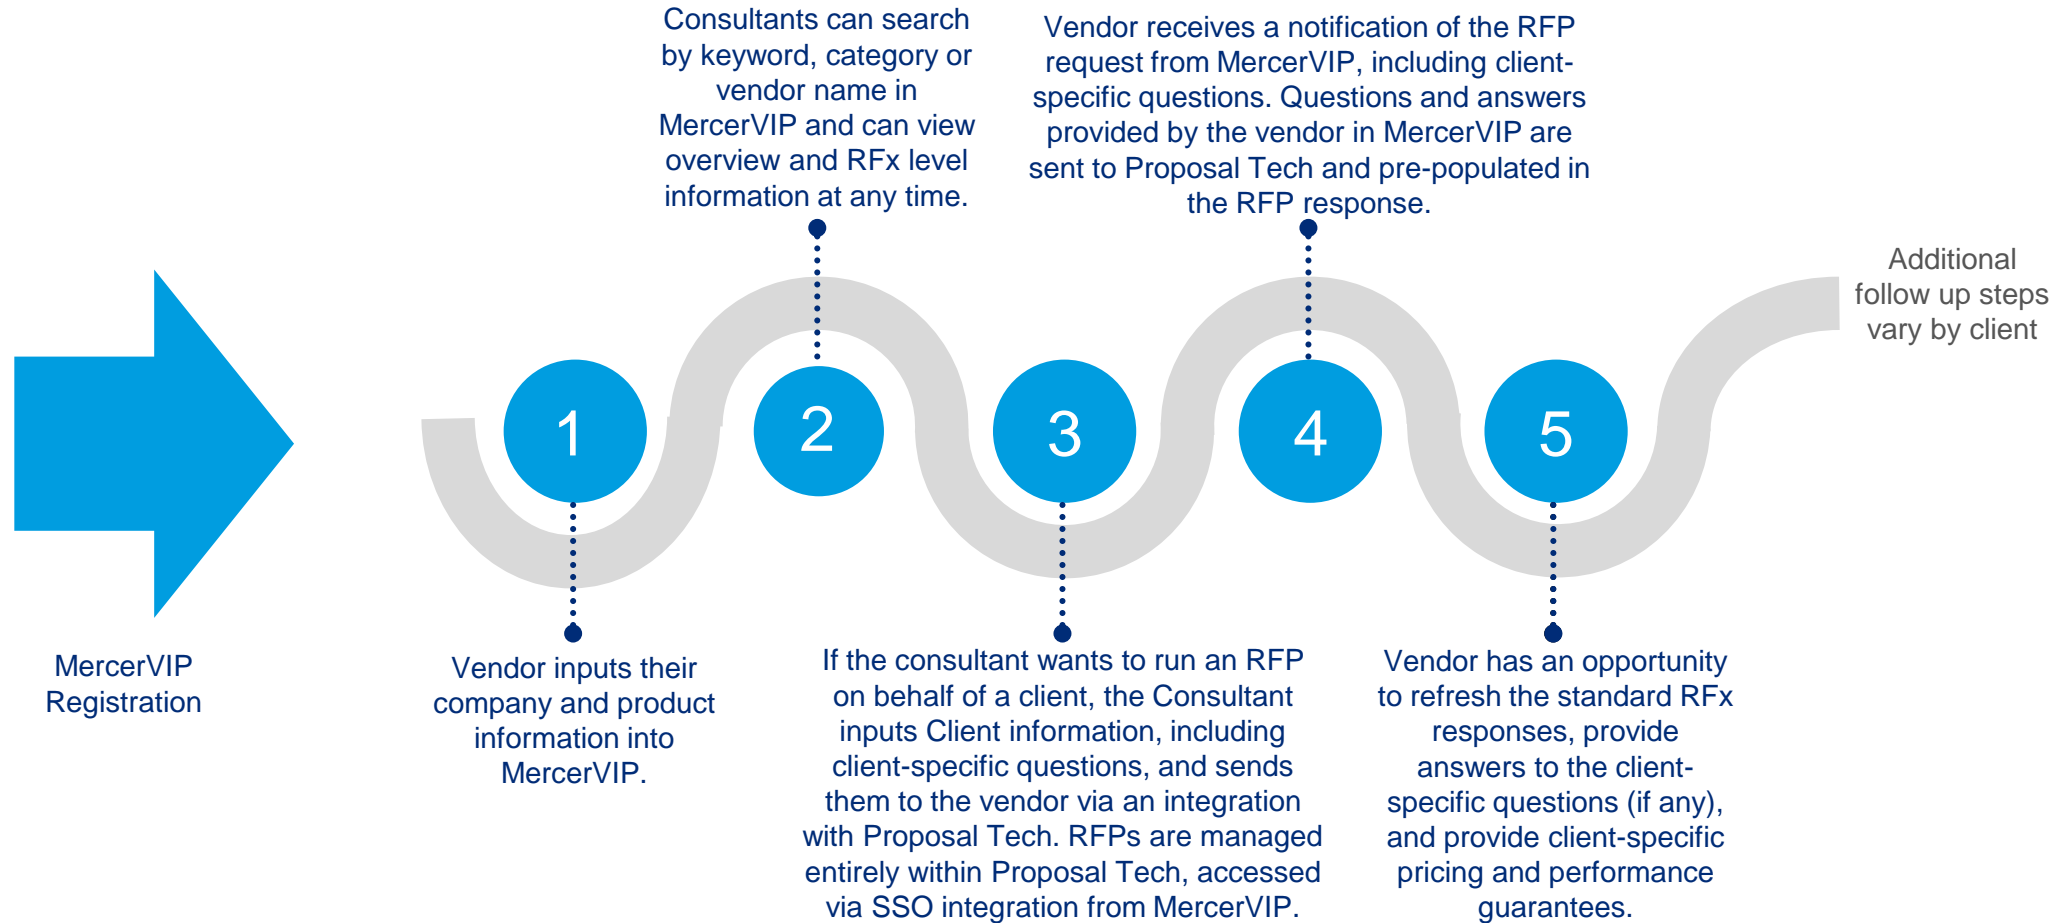 Consultants can search
by keyword, category or
vendor name in
MercerVIP and can view
overview and RFx level
information at any time.
Vendor receives a notification of the RFP
request from MercerVIP, including client-
specific questions. Questions and answers
provided by the vendor in MercerVIP are
sent to Proposal Tech and pre-populated in
the RFP response.
Additional
follow up steps
vary by client
1
2
3
4
5
MercerVIP
Registration
Vendor inputs their
company and product
information into
MercerVIP.
If the consultant wants to run an RFP
on behalf of a client, the Consultant
inputs Client information, including
client-specific questions, and sends
them to the vendor via an integration
with Proposal Tech. RFPs are managed
entirely within Proposal Tech, accessed
via SSO integration from MercerVIP.
Vendor has an opportunity
to refresh the standard RFx
responses, provide
answers to the client-
specific questions (if any),
and provide client-specific
pricing and performance
guarantees.